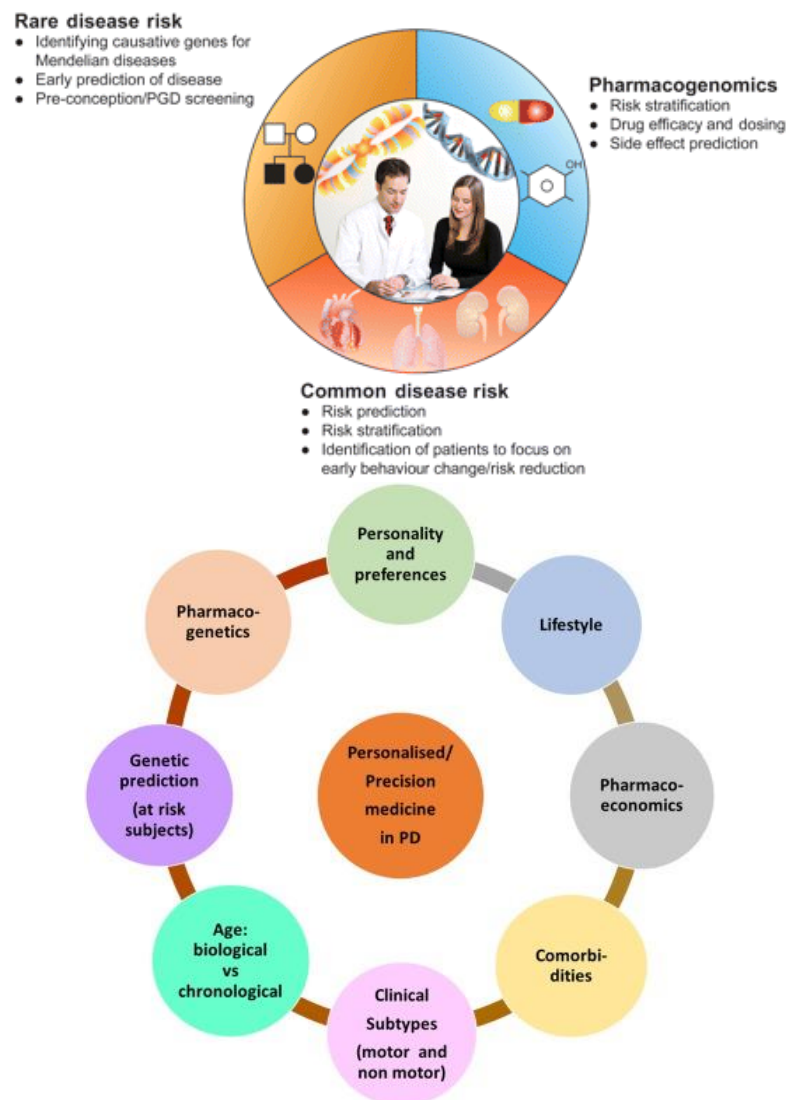 Rare disease risk
● Identifying causative genes for
Mendelian diseases
● Early prediction of disease
● Pre-conception/PGD screening
Pharmacogenomics
● Risk stratification
● Drug efficacy and dosing
● Side effect prediction
OH
Common disease risk
● Risk prediction
● Risk stratification
● Identification of patients to focus on
early behaviour change/risk reduction
Personality
and
preferences
Lifestyle
Pharmaco-
economics
Comorbi-
dities
Clinical
Subtypes
(motor and
non motor)
Age:
biological
vs
chronological
Genetic
prediction
(at risk
subjects)
Pharmaco-
genetics
Personalised/
Precision
medicine
in PD